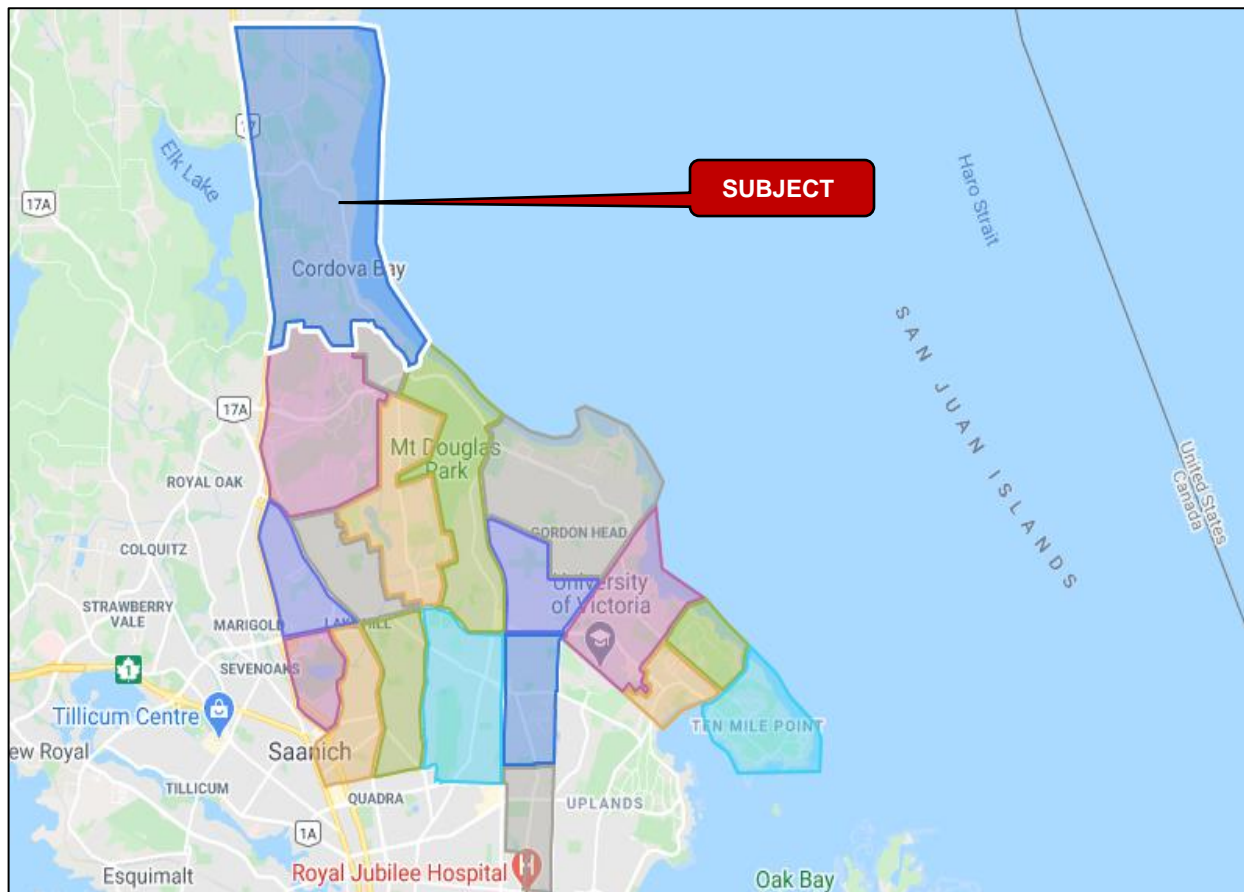 17
Elk Lake
17A
SUBJECT
Haro Strait
Cordova Bay
SAN JUAN ISLANDS
17A
Mt Douglas
Park
United States
Canada
ROYAL OAK
GORDON HEAD
COLQUITZ
University
of Victoria
STRAWBERRY
VALE
MARIGOLD
SEVENOAKS
1
Tillicum Centre
TEN MILE POINT
ew Royal
Saanich
TILLICUM
QUADRA
UPLANDS
1A
Royal Jubilee Hospital
H
Esquimalt
Oak Bay